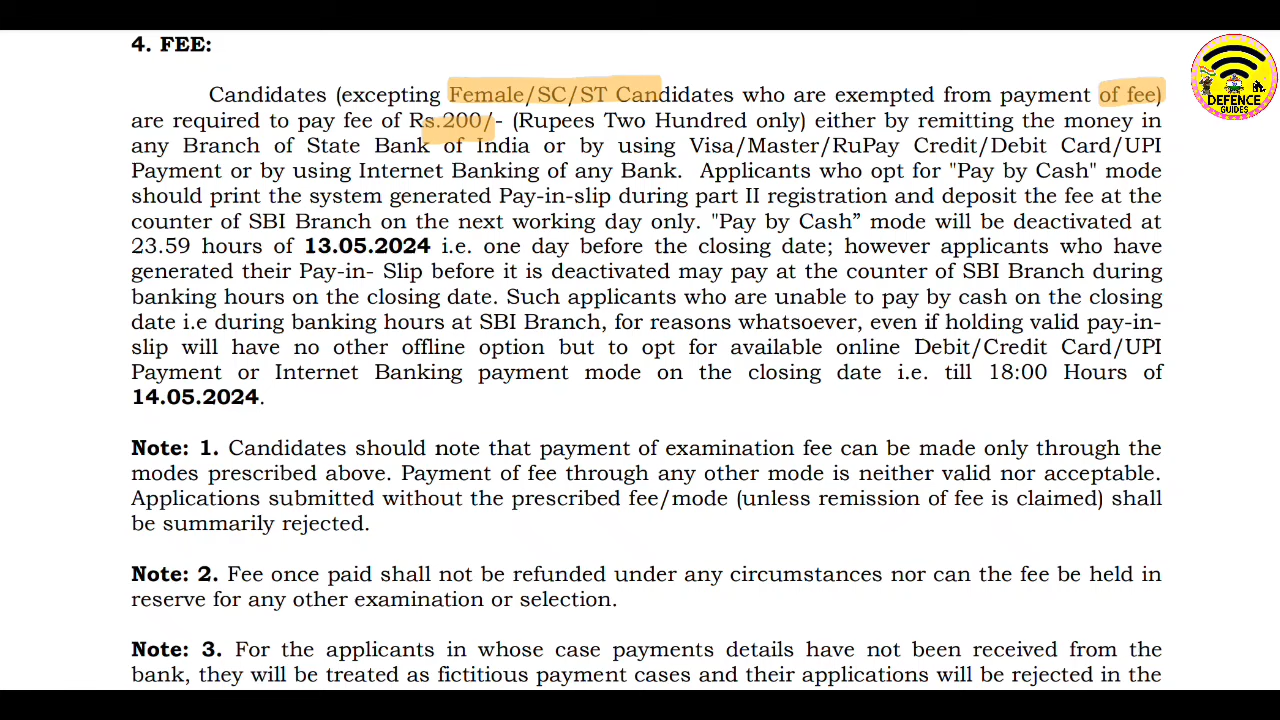 4. FEE:
Candidates (excepting Female/SC/ST Candidates who are exempted from payment of fee)
are required to pay fee of Rs.200/- (Rupees Two Hundred only) either by remitting the money in
any Branch of State Bank of India or by using Visa/Master/RuPay Credit/Debit Card/UPI
Payment or by using Internet Banking of any Bank. Applicants who opt for "Pay by Cash" mode
should print the system generated Pay-in-slip during part II registration and deposit the fee at the
counter of SBI Branch on the next working day only. "Pay by Cash” mode will be deactivated at
23.59 hours of 13.05.2024 i.e. one day before the closing date; however applicants who have
generated their Pay-in- Slip before it is deactivated may pay at the counter of SBI Branch during
banking hours on the closing date. Such applicants who are unable to pay by cash on the closing
date i.e during banking hours at SBI Branch, for reasons whatsoever, even if holding valid pay-in-
slip will have no other offline option but to opt for available online Debit/Credit Card/UPI
Payment or Internet Banking payment mode on the closing date i.e. till 18:00 Hours of
14.05.2024.
Note: 1. Candidates should note that payment of examination fee can be made only through the
modes prescribed above. Payment of fee through any other mode is neither valid nor acceptable.
Applications submitted without the prescribed fee/mode (unless remission of fee is claimed) shall
be summarily rejected.
Note: 2. Fee once paid shall not be refunded under any circumstances nor can the fee be held in
reserve for any other examination or selection.
Note: 3. For the applicants in whose case payments details have not been received from the
bank, they will be treated as fictitious payment cases and their applications will be rejected in the
DEFENCE
GUIDES